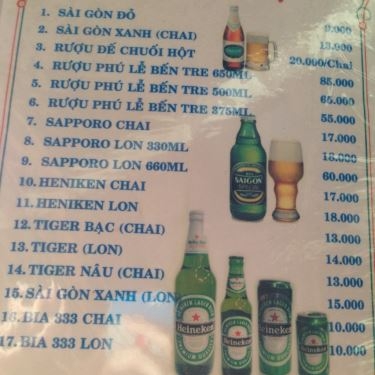 1. SÀI GÒN ĐỎ 9.000
2. SÀI GÒN XANH (CHAI) 13.000
3. RƯỢU ĐẾ CHUỐI HỘT 20.000/Chai
4. RƯỢU PHÚ LỄ BẾN TRE 650ML 85.000
5. RƯỢU PHÚ LỄ BẾN TRE 500ML 65.000
6. RƯỢU PHÚ LỄ BẾN TRE 375ML 55.000
7. SAPPORO CHAI 17.000
8. SAPPORO LON 330ML 18.000
9. SAPPORO LON 660ML 60.000
10. HENIKEN CHAI 17.000
11. HENIKEN LON 18.000
12. TIGER BẠC (CHAI) 13.000
13. TIGER (LON) 14.000
14. TIGER NÂU (CHAI) 13.000
15. SÀI GÒN XANH (LON 15.000
16. BIA 333 CHAI 10.000
17. BIA 333 LON 10.000
SAIGON
SPECIAL
Heineken
Heineken
Heineken
Heineken